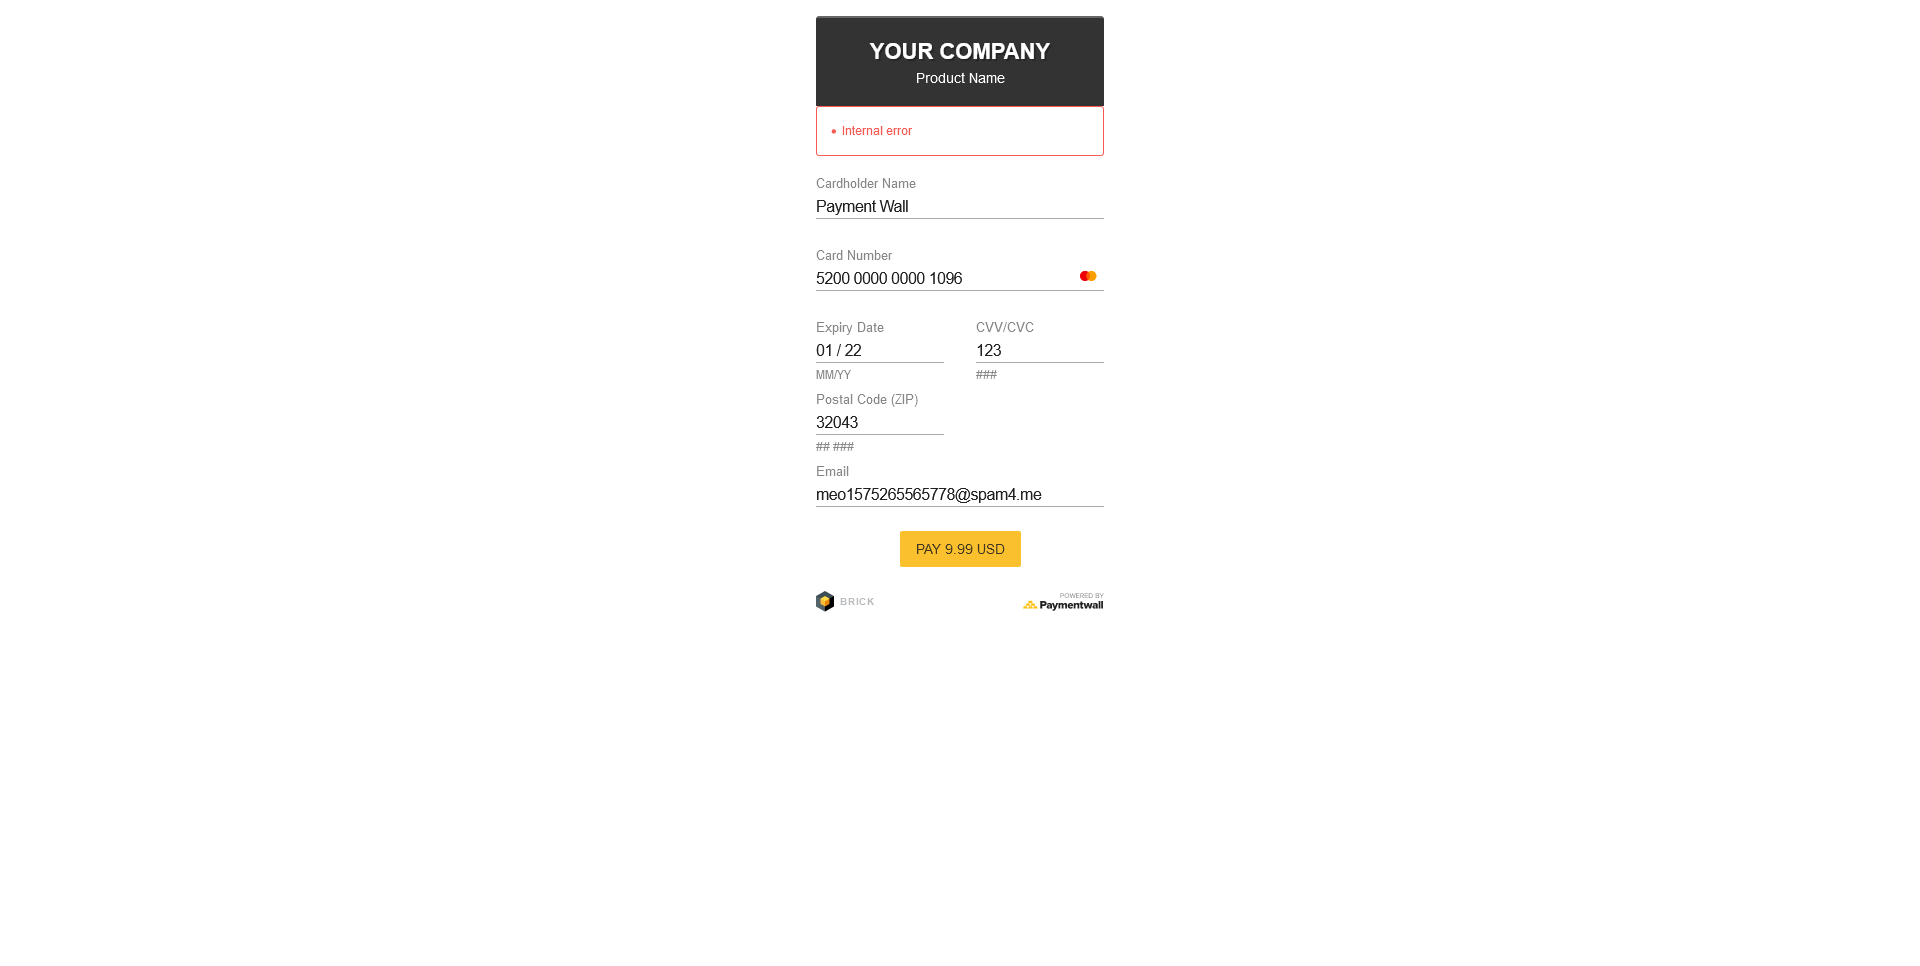 YOUR COMPANY
Product Name
Internal error
Cardholder Name
Payment Wall
Card Number
5200 0000 0000 1096
Expiry Date
CVV/CVC
01 / 22
123
MM/YY
###
Postal Code (ZIP)
32043
## ###
Email
meo1575265565778@spam4.me
PAY 9.99 USD
BRICK
POWERED BY
Paymentwall